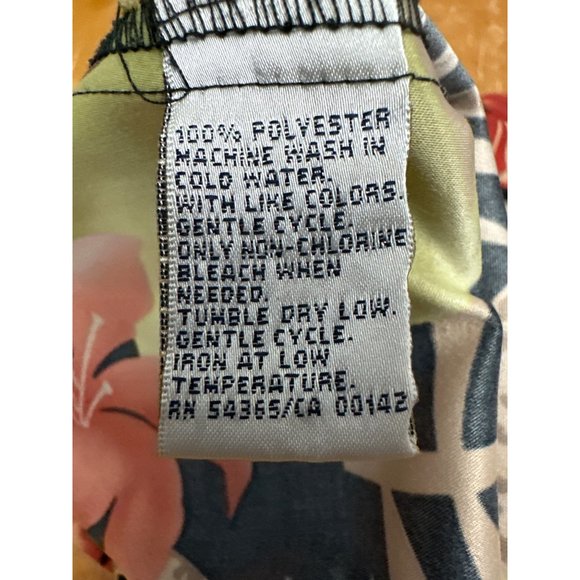 100% POLYESTER
MACHINE WASH IN
COLD WATER.
WITH LIKE COLORS.
GENTLE CYCLE.
ONLY NON-CHLORINE
BLEACH WHEN
NEEDED.
TUMBLE DRY LOW.
GENTLE CYCLE.
IRON AT LOW
TEMPERATURE.
RN 54365/CA 00142